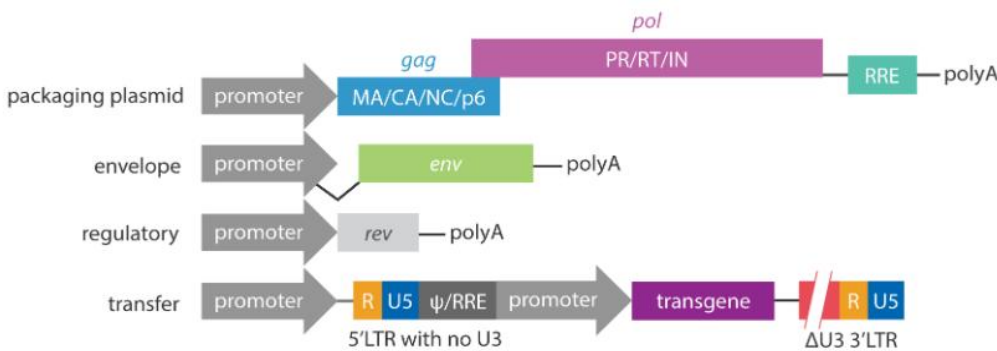 pol
gag
PR/RT/IN
packaging plasmid promoter MA/CA/NC/p6 RRE polyA
envelope promoter env polyA
regulatory promoter rev polyA
transfer promoter R U5 ψ/RRE promoter transgene R U5
5'LTR with no U3 ΔU3 3'LTR